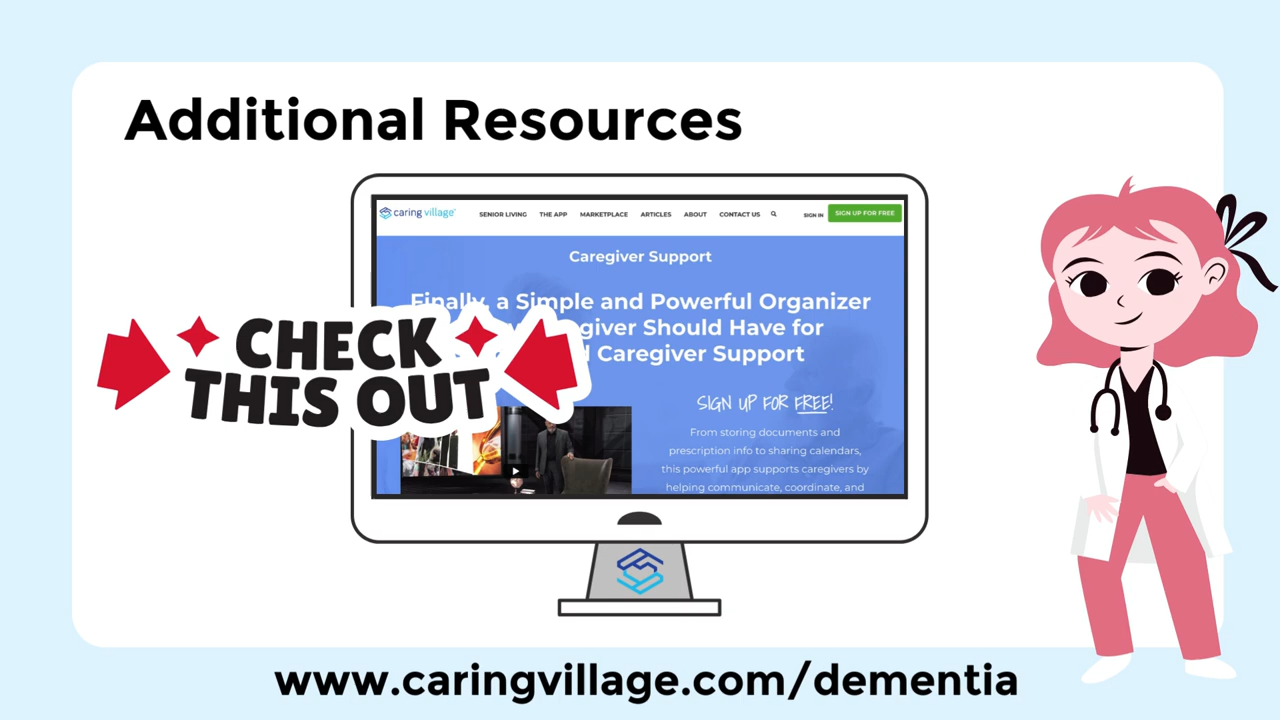 Additional Resources
caring village
SENIOR LIVING THE APP MARKETPLACE ARTICLES ABOUT CONTACT US SIGN IN SIGN UP FOR FREE
Caregiver Support
Finally, a Simple and Powerful Organizer
giver Should Have for
Caregiver Support
CHECK
THIS OUT
SIGN UP FOR FREE!
From storing documents and
prescription info to sharing calendars,
this powerful app supports caregivers by
helping communicate, coordinate, and
www.caringvillage.com/dementia